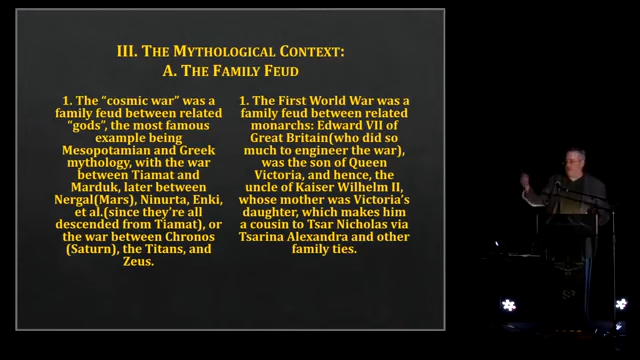 III. The Mythological Context:
A. The Family Feud
1. The “cosmic war” was a
family feud between related
“gods”, the most famous
example being
Mesopotamian and Greek
mythology, with the war
between Tiamat and
Marduk, later between
Nergal(Mars), Ninurta, Enki,
et al.(since they’re all
descended from Tiamat), or
the war between Chronos
(Saturn), the Titans, and
Zeus.
1. The First World War was a
family feud between related
monarchs: Edward VII of
Great Britain(who did so
much to engineer the war),
was the son of Queen
Victoria, and hence, the
uncle of Kaiser Wilhelm II,
whose mother was Victoria’s
daughter, which makes him
a cousin to Tsar Nicholas via
Tsarina Alexandra and other
family ties.